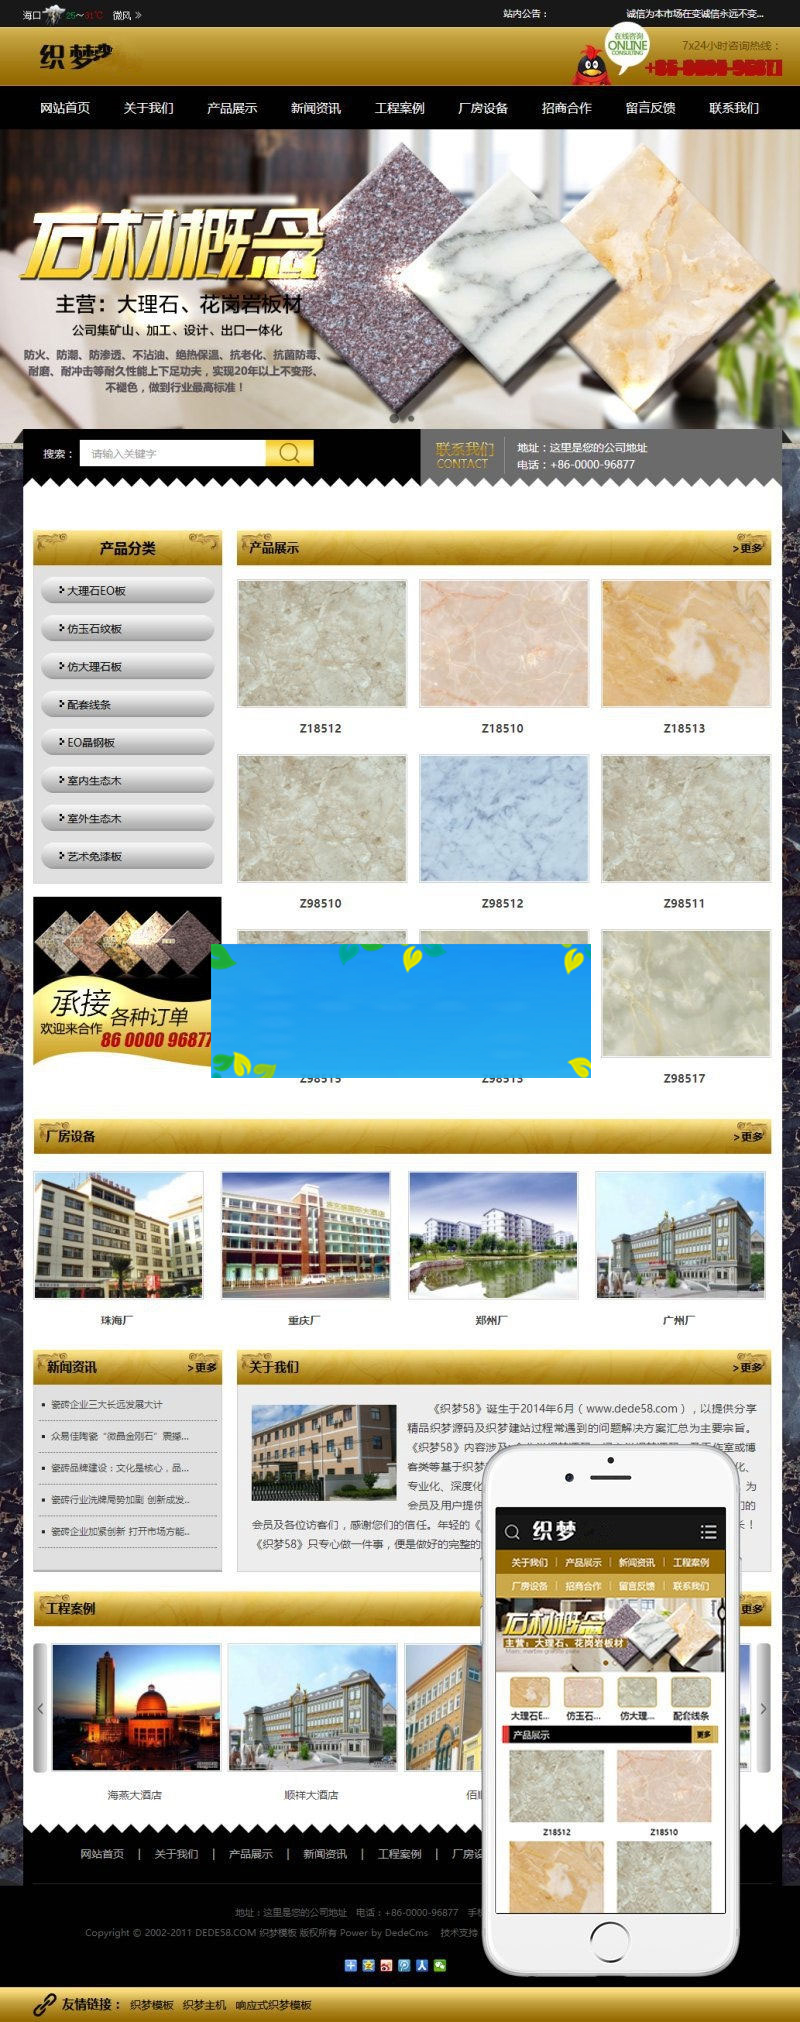 海口 25~31℃ 微风
站内公告： 诚信为本市场在变诚信永远不变...
织梦
在线咨询
ONLINE
CONSULTING
7x24小时咨询热线：
+86-0000-96877
网站首页 关于我们 产品展示 新闻资讯 工程案例 厂房设备 招商合作 留言反馈 联系我们
石材概念
主营：大理石、花岗岩板材
公司集矿山、加工、设计、出口一体化
防火、防潮、防渗透、不沾油、绝热保温、抗老化、抗菌防毒、
耐磨、耐冲击等耐久性能上下足功夫，实现20年以上不变形、
不褪色，做到行业最高标准！
搜索： 请输入关键字
联系我们
CONTACT
地址：这里是您的公司地址
电话：+86-0000-96877
产品分类
大理石EO板
仿玉石纹板
仿大理石板
配套线条
EO晶钢板
室内生态木
室外生态木
艺术免漆板
产品展示 >更多
Z18512 Z18510 Z18513
Z98510 Z98512 Z98511
Z98515 Z98513 Z98517
承接
各种订单
欢迎来合作
86 0000 96877
厂房设备 >更多
珠海厂 重庆厂 郑州厂 广州厂
新闻资讯 >更多
瓷砖企业三大长远发展大计
众易佳陶瓷“微晶金刚石”震撼...
瓷砖品牌建设：文化是核心，品...
瓷砖行业洗牌局势加剧 创新成发..
瓷砖企业加紧创新 打开市场方能..
关于我们 >更多
《织梦58》诞生于2014年6月（www.dede58.com），以提供分享
精品织梦源码及织梦建站过程常遇到的问题解决方案汇总为主要宗旨。
《织梦58》内容涉及 作室或博
客类等基于织梦 化、
专业化、深度化 为
会员及用户提供 们的
会员及各位访客们，感谢您们的信任。年轻的《 长！
《织梦58》只专心做一件事，便是做好的完整的
工程案例 更多
海燕大酒店 顺祥大酒店
网站首页 | 关于我们 | 产品展示 | 新闻资讯 | 工程案例 | 厂房
地址：这里是您的公司地址 电话：+86-0000-96877 手
Copyright © 2002-2011 DEDE58.COM 织梦模板 版权所有 Power by DedeCms 技术支持
友情链接： 织梦模板 织梦主机 响应式织梦模板
织梦
关于我们 | 产品展示 | 新闻资讯 | 工程案例
厂房设备 | 招商合作 | 留言反馈 | 联系我们
石材概念
主营：大理石、花岗岩板材
大理石E... 仿玉石... 仿大理... 配套线条
产品展示 更多
Z18512 Z18510